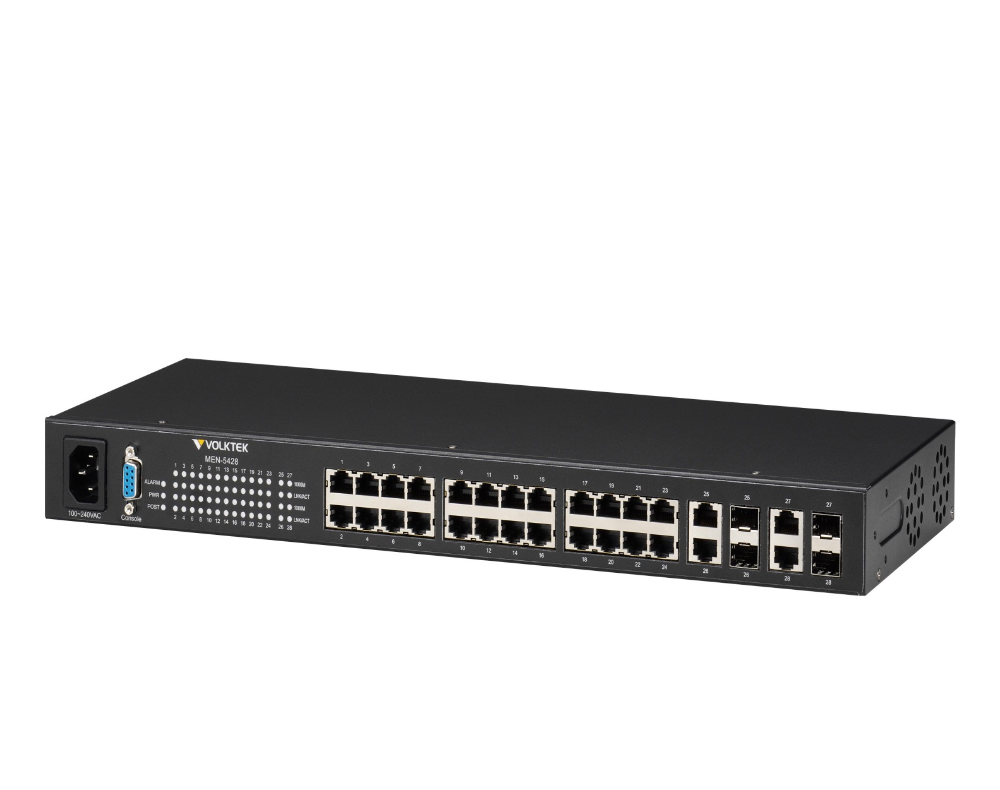 VOLKTEK
MEN-5428
1 3 5 7 9 11 13 15 17 19 21 23 25 27
ALARM
1000M
PWR
LNK/ACT
POST
1000M
LNK/ACT
2 4 6 8 10 12 14 16 18 20 22 24 26 28
100~240VAC
Console
1 3 5 7 9 11 13 15 17 19 21 23 25 25 27 27
2 4 6 8 10 12 14 16 18 20 22 24 26 26 28 28